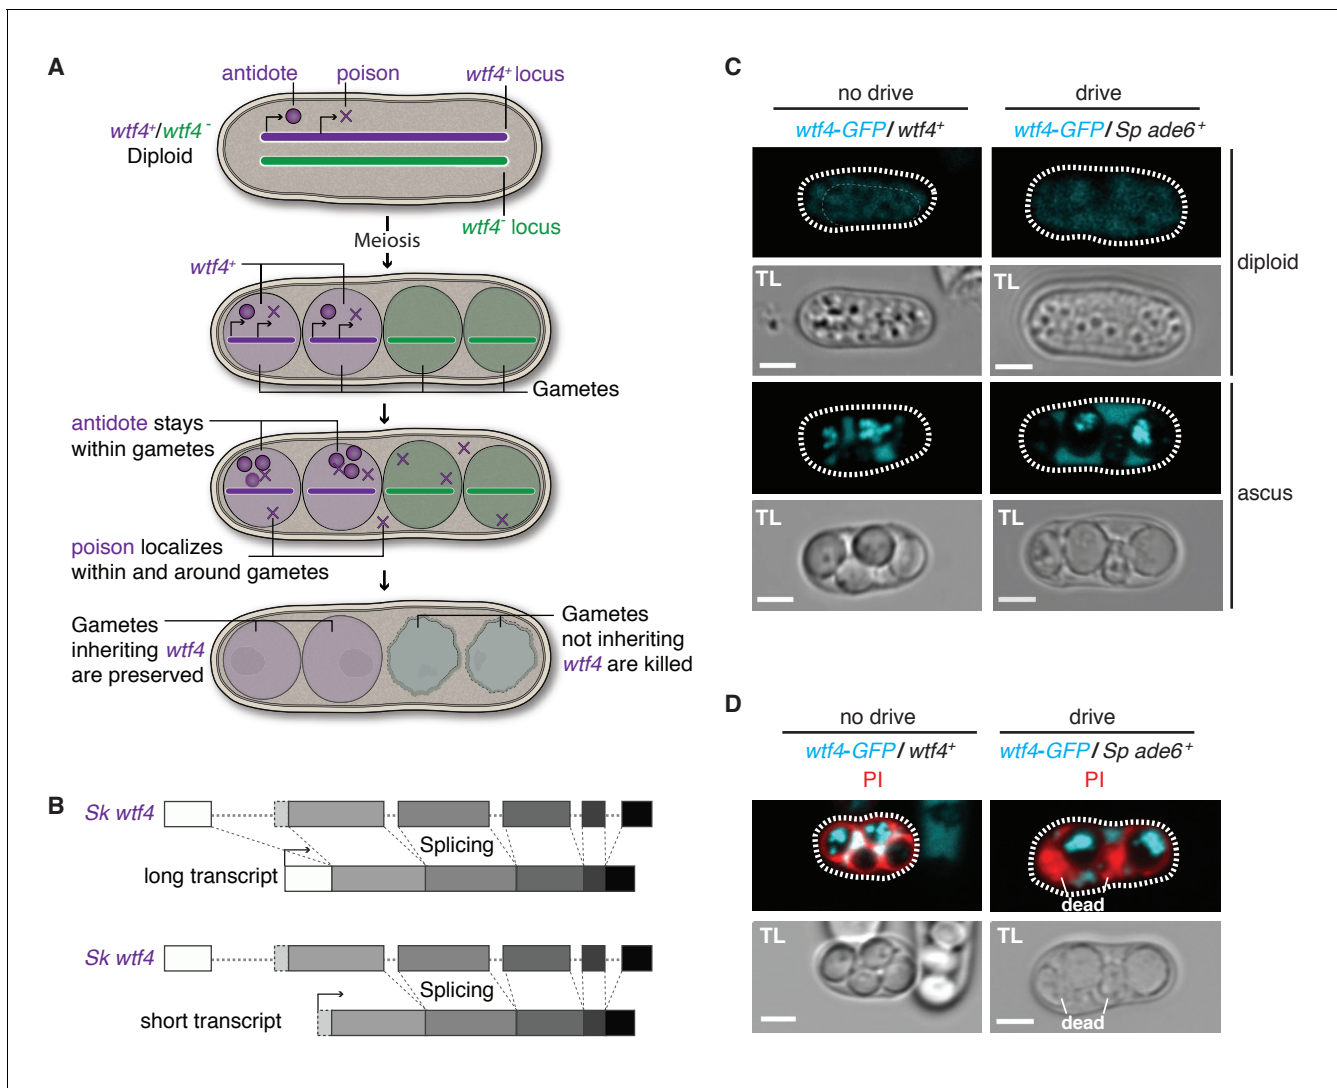 A
antidote
poison
wtf4+ locus
wtf4+/wtf4-
Diploid
wtf4- locus
Meiosis
wtf4+
Gametes
antidote stays
within gametes
poison localizes
within and around gametes
Gametes
inheriting wtf4
are preserved
Gametes
not inheriting
wtf4 are killed
B
Sk wtf4
Splicing
long transcript
Sk wtf4
Splicing
short transcript
C
no drive
drive
wtf4-GFP/wtf4+
wtf4-GFP/Sp ade6+
TL
TL
diploid
TL
TL
ascus
D
no drive
drive
wtf4-GFP/wtf4+
wtf4-GFP/Sp ade6+
PI
PI
dead
TL
TL
dead